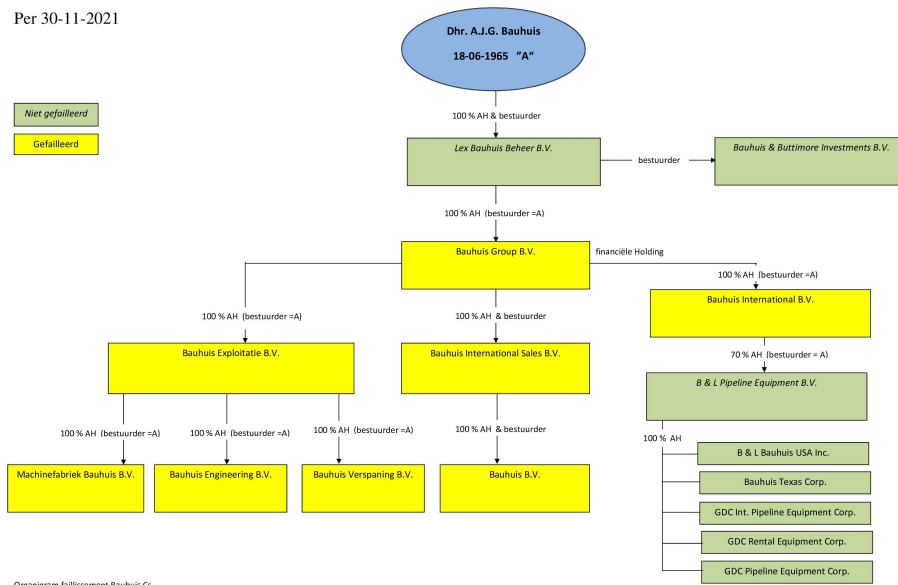 Per 30-11-2021
Dhr. A.J.G. Bauhuis
18-06-1965 "A"
Niet gefailleerd
Gefailleerd
100 % AH & bestuurder
Lex Bauhuis Beheer B.V.
bestuurder
Bauhuis & Buttimore Investments B.V.
100 % AH (bestuurder =A)
Bauhuis Group B.V.
financiële Holding
100 % AH (bestuurder =A)
Bauhuis International B.V.
100 % AH (bestuurder =A)
100 % AH & bestuurder
Bauhuis Exploitatie B.V.
Bauhuis International Sales B.V.
70 % AH (bestuurder = A)
B & L Pipeline Equipment B.V.
100 % AH (bestuurder =A)
100 % AH (bestuurder =A)
100 % AH (bestuurder =A)
100 % AH & bestuurder
100 % AH
Machinefabriek Bauhuis B.V.
Bauhuis Engineering B.V.
Bauhuis Verspaning B.V.
Bauhuis B.V.
B & L Bauhuis USA Inc.
Bauhuis Texas Corp.
GDC Int. Pipeline Equipment Corp.
GDC Rental Equipment Corp.
GDC Pipeline Equipment Corp.
Organigram faillissement Bauhuis Cs